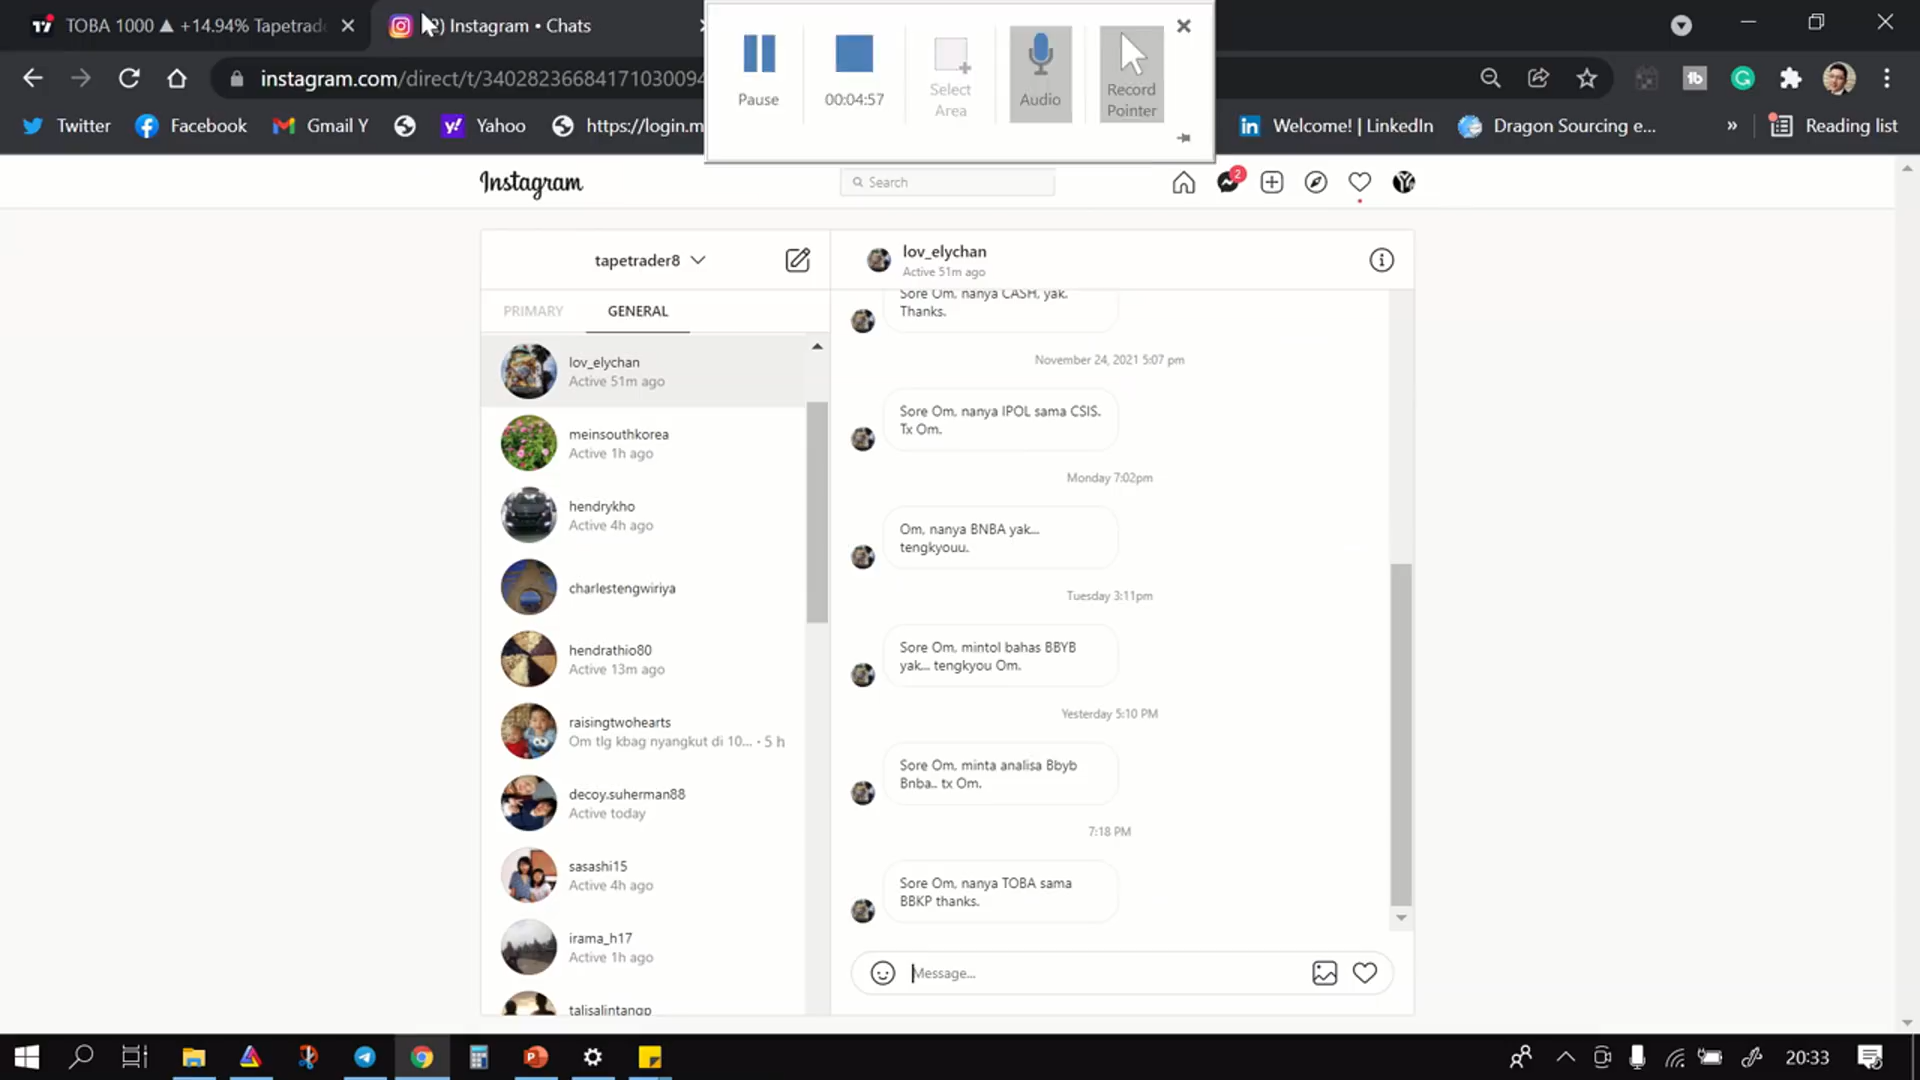 TOBA 1000 ▲ +14.94% Tapetrad
2) Instagram • Chats
instagram.com/direct/t/34028236684171030094
Pause
00:04:57
Select
Area
Audio
Record
Pointer
Twitter
Facebook
Gmail Y
Yahoo
https://login.m
Welcome! | LinkedIn
Dragon Sourcing e...
»
Reading list
Instagram
Search
2
tapetrader8
PRIMARY
GENERAL
lov_elychan
Active 51m ago
meinsouthkorea
Active 1h ago
hendrykho
Active 4h ago
charlestengwiriya
hendrathio80
Active 13m ago
raisingtwohearts
Om tlg kbag nyangkut di 10... · 5 h
decoy.suherman88
Active today
sasashi15
Active 4h ago
irama_h17
Active 1h ago
talisalintangp
lov_elychan
Active 51m ago
Sore Om, nanya CASH, yak.
Thanks.
November 24, 2021 5:07 pm
Sore Om, nanya IPOL sama CSIS.
Tx Om.
Monday 7:02pm
Om, nanya BNBA yak...
tengkyouu.
Tuesday 3:11pm
Sore Om, mintol bahas BBYB
yak... tengkyou Om.
Yesterday 5:10 PM
Sore Om, minta analisa Bbyb
Bnba.. tx Om.
7:18 PM
Sore Om, nanya TOBA sama
BBKP thanks.
Message...
20:33